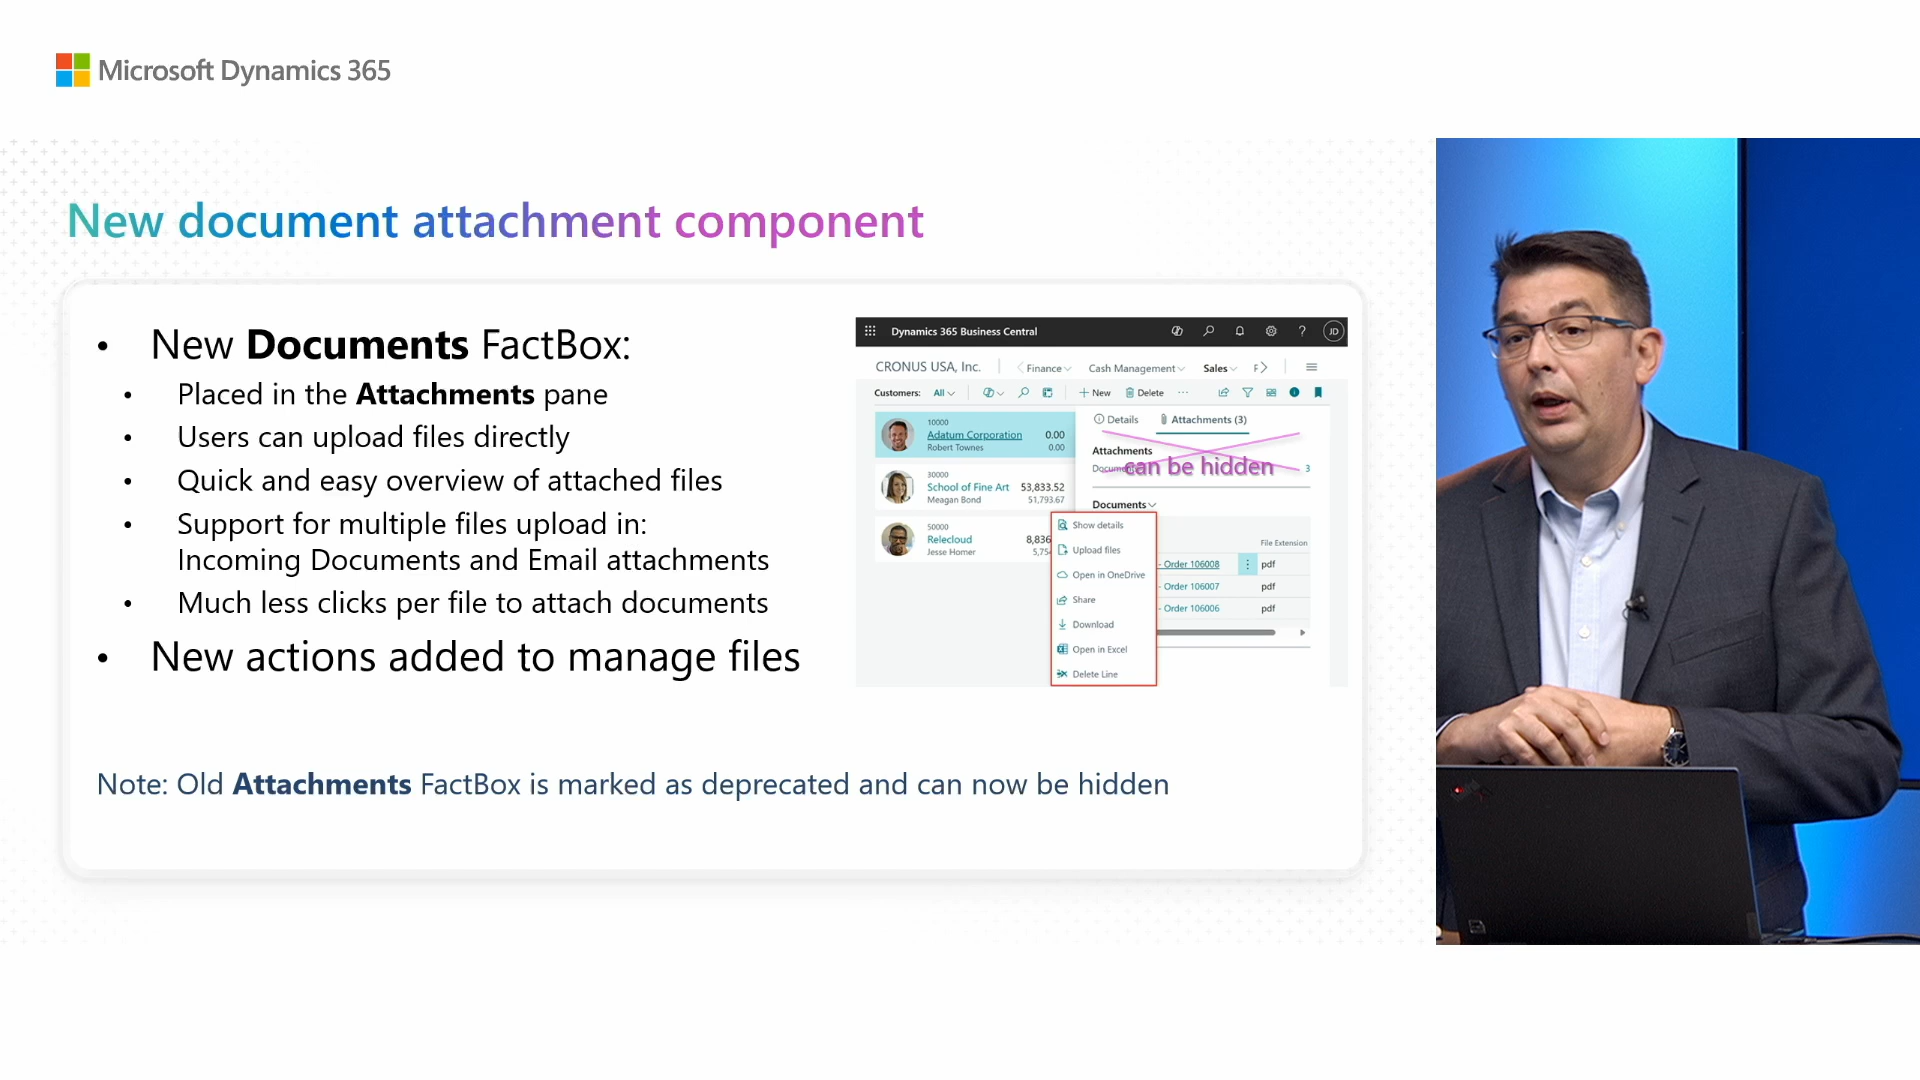 Microsoft Dynamics 365
New document attachment component
• New Documents FactBox:
• Placed in the Attachments pane
• Users can upload files directly
• Quick and easy overview of attached files
• Support for multiple files upload in:
Incoming Documents and Email attachments
• Much less clicks per file to attach documents
• New actions added to manage files
Note: Old Attachments FactBox is marked as deprecated and can now be hidden
Dynamics 365 Business Central
? JD
CRONUS USA, Inc. Finance Cash Management Sales
Customers: All New Delete ...
10000
Adatum Corporation 0.00
Robert Townes 0.00
30000
School of Fine Art 53,833.52
Meagan Bond 51,793.67
50000
Relecloud 8,836
Jesse Homer 5,75
Details Attachments (3)
Attachments
can be hidden 3
Documents
Show details
Upload files
Open in OneDrive
Share
Download
Open in Excel
Delete Line
File Extension
- Order 106008 pdf
- Order 106007 pdf
- Order 106006 pdf